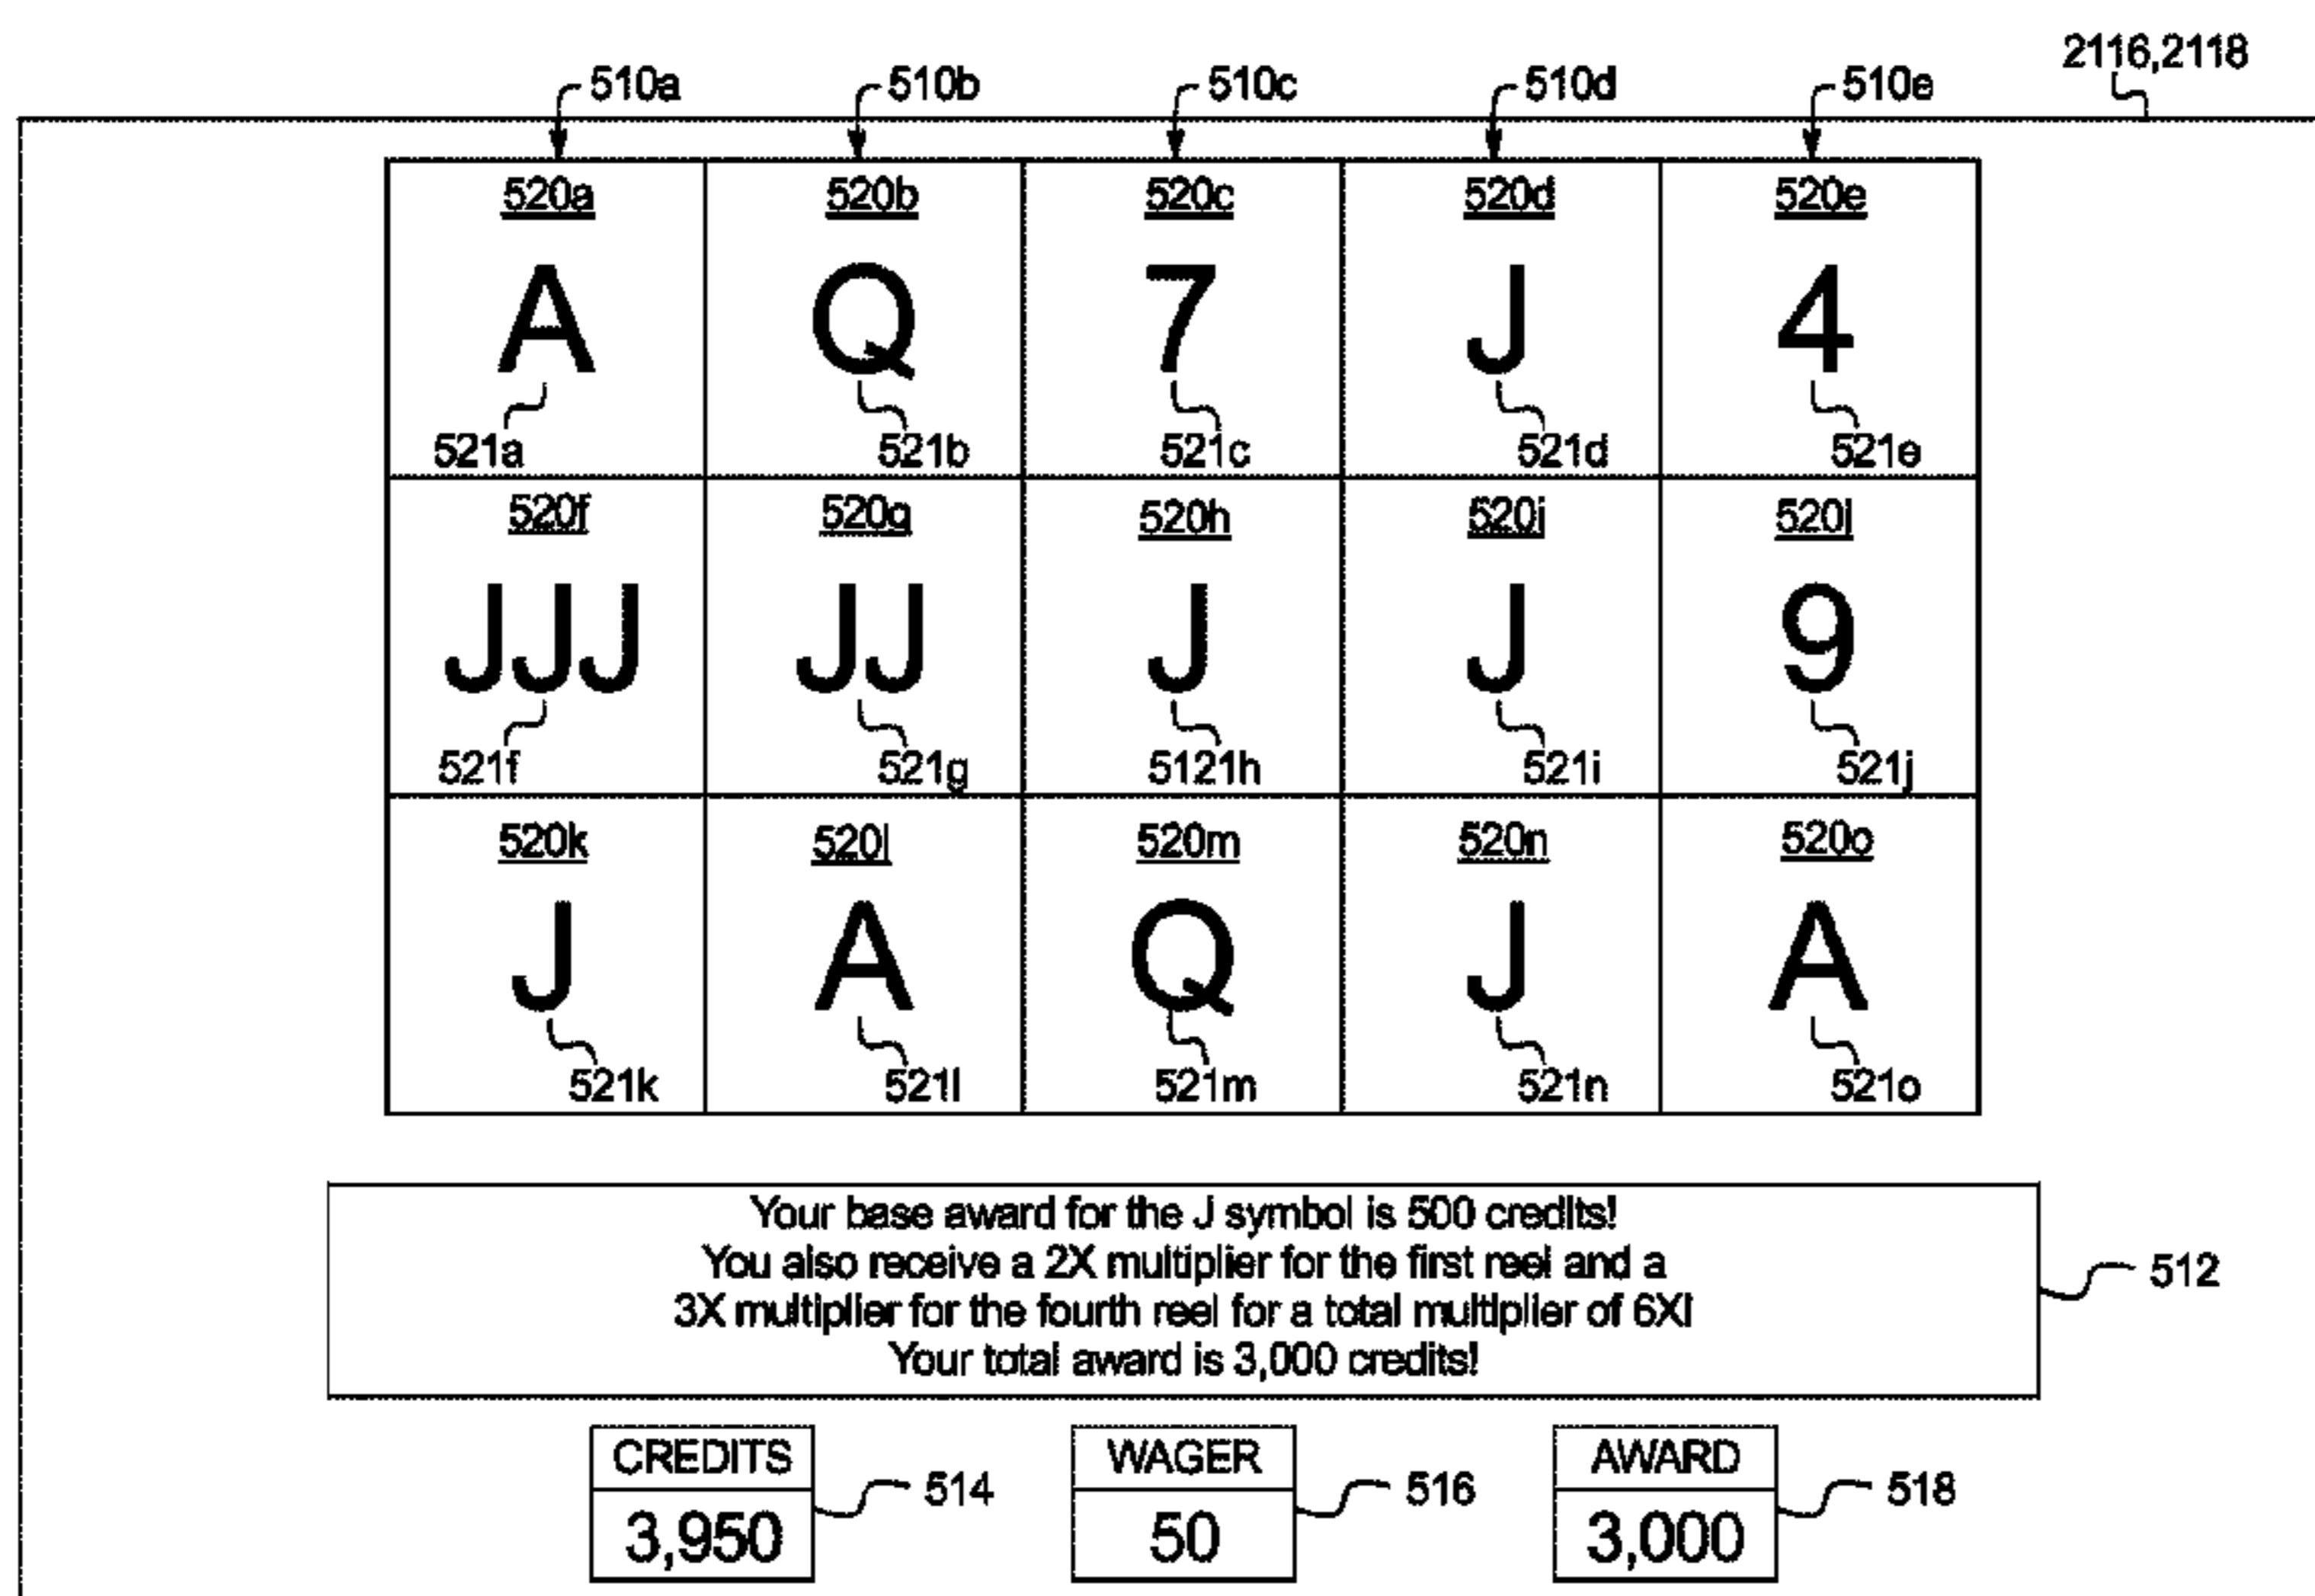 2116,2118
510a 510b 510c 510d 510e
520a 520b 520c 520d 520e
A Q 7 J 4
521a 521b 521c 521d 521e
520f 520g 520h 520i 520j
JJJ JJ J J 9
521f 521g 5121h 521i 521j
520k 520l 520m 520n 520o
J A Q J A
521k 521l 521m 521n 521o
Your base award for the J symbol is 500 credits!
You also receive a 2X multiplier for the first reel and a
3X multiplier for the fourth reel for a total multiplier of 6X!
Your total award is 3,000 credits!
512
CREDITS WAGER AWARD
514 516 518
3,950 50 3,000